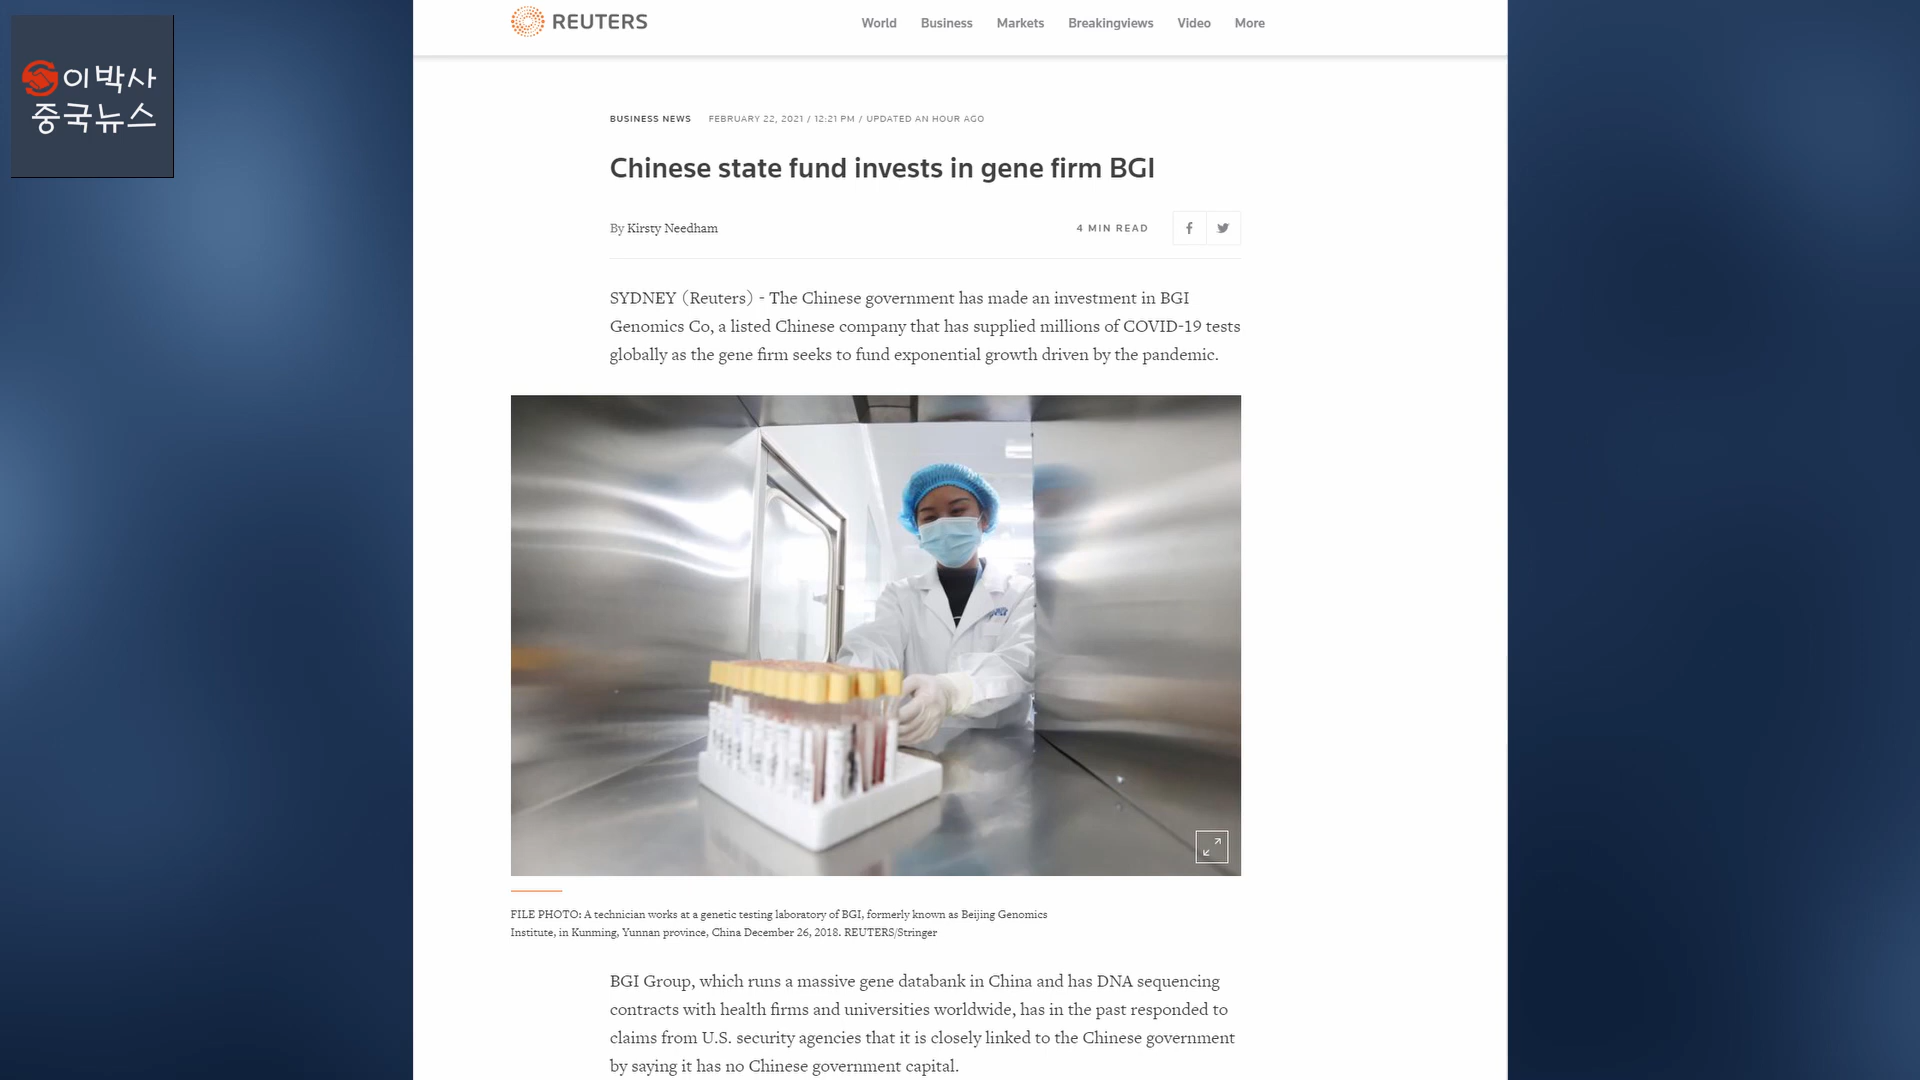 이박사
중국뉴스
REUTERS
World Business Markets Breakingviews Video More
BUSINESS NEWS FEBRUARY 22, 2021 / 12:21 PM / UPDATED AN HOUR AGO
Chinese state fund invests in gene firm BGI
By Kirsty Needham
4 MIN READ
SYDNEY (Reuters) - The Chinese government has made an investment in BGI
Genomics Co, a listed Chinese company that has supplied millions of COVID-19 tests
globally as the gene firm seeks to fund exponential growth driven by the pandemic.
FILE PHOTO: A technician works at a genetic testing laboratory of BGI, formerly known as Beijing Genomics
Institute, in Kunming, Yunnan province, China December 26, 2018. REUTERS/Stringer
BGI Group, which runs a massive gene databank in China and has DNA sequencing
contracts with health firms and universities worldwide, has in the past responded to
claims from U.S. security agencies that it is closely linked to the Chinese government
by saying it has no Chinese government capital.